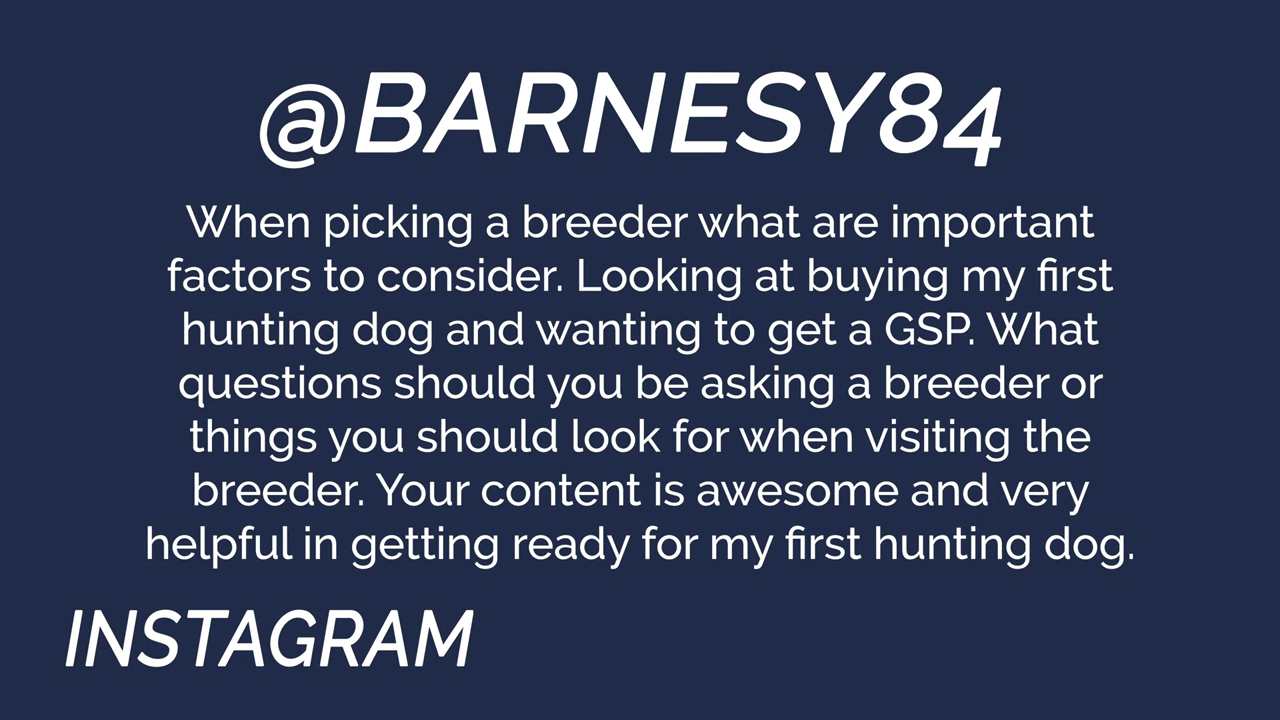 @BARNESY84
When picking a breeder what are important
factors to consider. Looking at buying my first
hunting dog and wanting to get a GSP. What
questions should you be asking a breeder or
things you should look for when visiting the
breeder. Your content is awesome and very
helpful in getting ready for my first hunting dog.
INSTAGRAM